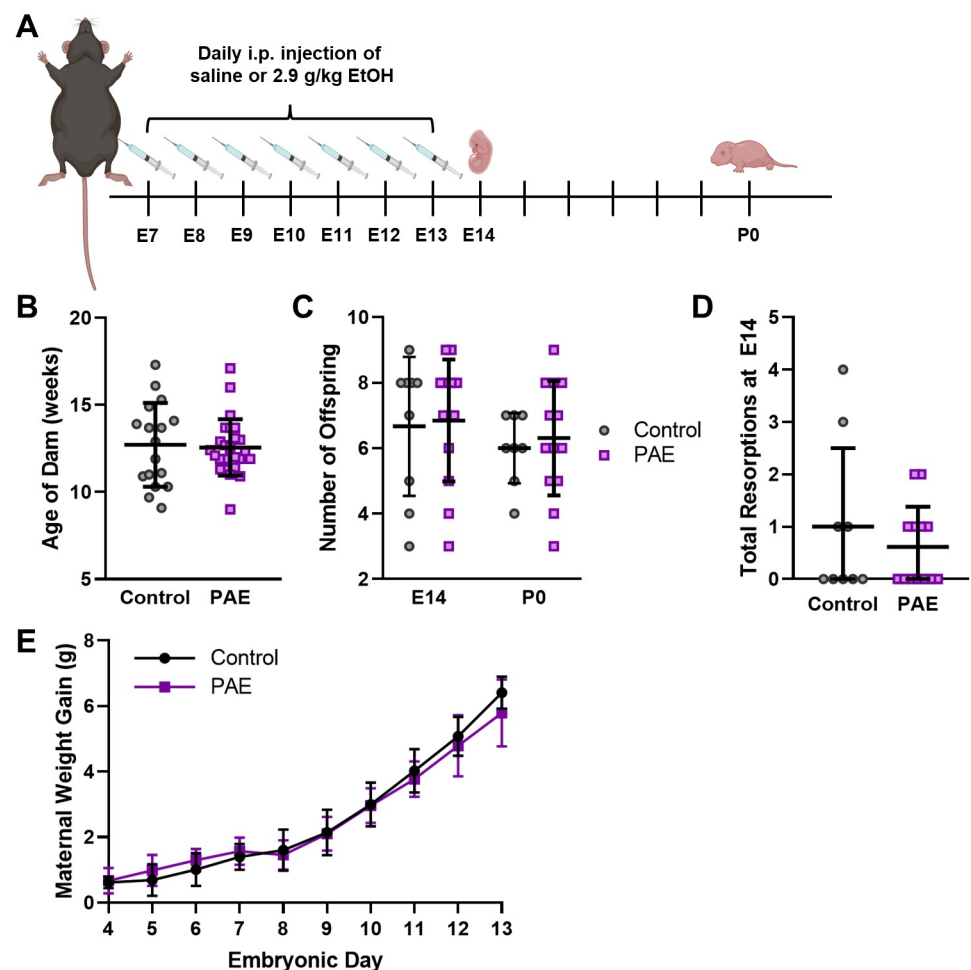 A
Daily i.p. injection of
saline or 2.9 g/kg EtOH
E7 E8 E9 E10 E11 E12 E13 E14 P0
B
Age of Dam (weeks)
20
15
10
5
Control PAE
C
Number of Offspring
10
8
6
4
2
E14 P0
Control
PAE
D
Total Resorptions at E14
5
4
3
2
1
0
Control PAE
E
Maternal Weight Gain (g)
8
6
4
2
0
Control
PAE
4 5 6 7 8 9 10 11 12 13
Embryonic Day